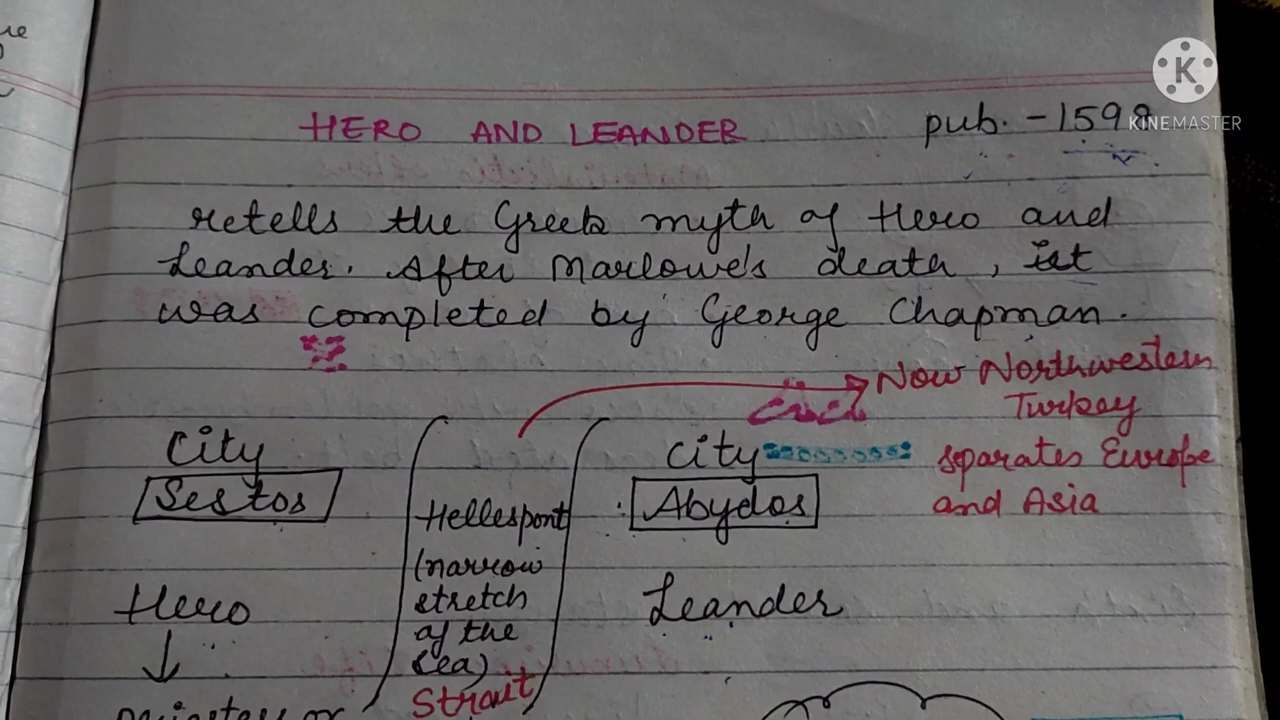 HERO AND LEANDER
pub. - 1598
KINEMASTER
retells the Greek myth of Hero and
Leander. After Marlowe's death, it
was completed by George Chapman.
Now Northwestern
Turkey
separates Europe
and Asia
City
Sestos
Hellespont
(narrow
stretch
of the
sea)
Strait
City
Abydos
Hero
Leander